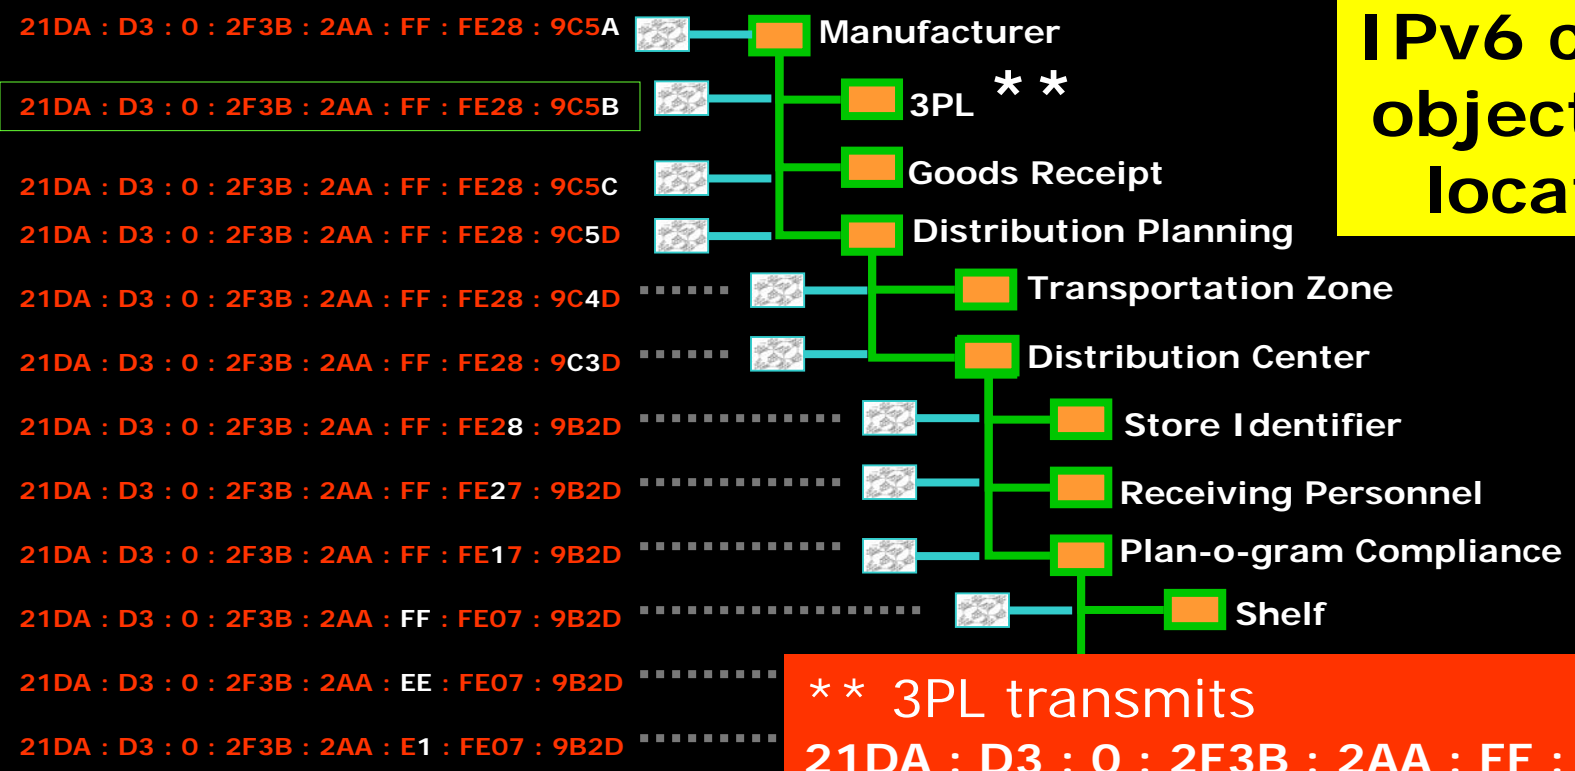 21DA : D3 : 0 : 2F3B : 2AA : FF : FE28 : 9C5A
Manufacturer
21DA : D3 : 0 : 2F3B : 2AA : FF : FE28 : 9C5B
3PL **
21DA : D3 : 0 : 2F3B : 2AA : FF : FE28 : 9C5C
Goods Receipt
21DA : D3 : 0 : 2F3B : 2AA : FF : FE28 : 9C5D
Distribution Planning
21DA : D3 : 0 : 2F3B : 2AA : FF : FE28 : 9C4D
Transportation Zone
21DA : D3 : 0 : 2F3B : 2AA : FF : FE28 : 9C3D
Distribution Center
21DA : D3 : 0 : 2F3B : 2AA : FF : FE28 : 9B2D
Store Identifier
21DA : D3 : 0 : 2F3B : 2AA : FF : FE27 : 9B2D
Receiving Personnel
21DA : D3 : 0 : 2F3B : 2AA : FF : FE17 : 9B2D
Plan-o-gram Compliance
21DA : D3 : 0 : 2F3B : 2AA : FF : FE07 : 9B2D
Shelf
21DA : D3 : 0 : 2F3B : 2AA : EE : FE07 : 9B2D
21DA : D3 : 0 : 2F3B : 2AA : E1 : FE07 : 9B2D
IPv6
** 3PL transmits
21DA : D3 : 0 : 2F3B : 2AA : FF :